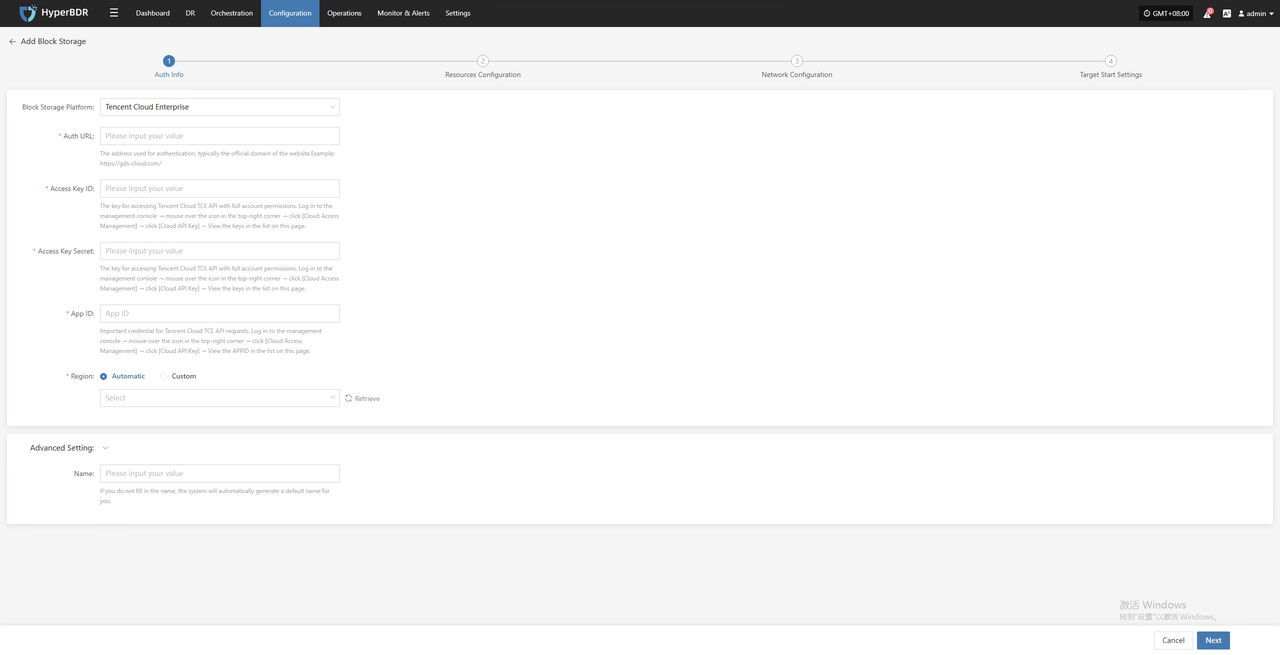 HyperBDR
Dashboard
DR
Orchestration
Configuration
Operations
Monitor & Alerts
Settings
GMT+08:00
0
admin
Add Block Storage
1
2
3
4
Auth Info
Resources Configuration
Network Configuration
Target Start Settings
Block Storage Platform:
Tencent Cloud Enterprise
* Auth URL:
Please input your value
The address used for authentication, typically the official domain of the website.Example:
https://gds-cloud.com/
* Access Key ID:
Please input your value
The key for accessing Tencent Cloud TCE API with full account permissions. Log in to the
management console → mouse over the icon in the top-right corner → click [Cloud Access
Management] → click [Cloud API Key] → View the keys in the list on this page.
* Access Key Secret:
Please input your value
The key for accessing Tencent Cloud TCE API with full account permissions. Log in to the
management console → mouse over the icon in the top-right corner → click [Cloud Access
Management] → click [Cloud API Key] → View the keys in the list on this page.
* App ID:
App ID
Important credential for Tencent Cloud TCE API requests. Log in to the management
console → mouse over the icon in the top-right corner → click [Cloud Access
Management] → click [Cloud API Key] → View the APPID in the list on this page.
* Region:
Automatic
Custom
Select
Retrieve
Advanced Setting:
Name:
Please input your value
If you do not fill in the name, the system will automatically generate a default name for
you.
激活 Windows
转到"设置"以激活 Windows。
Cancel
Next